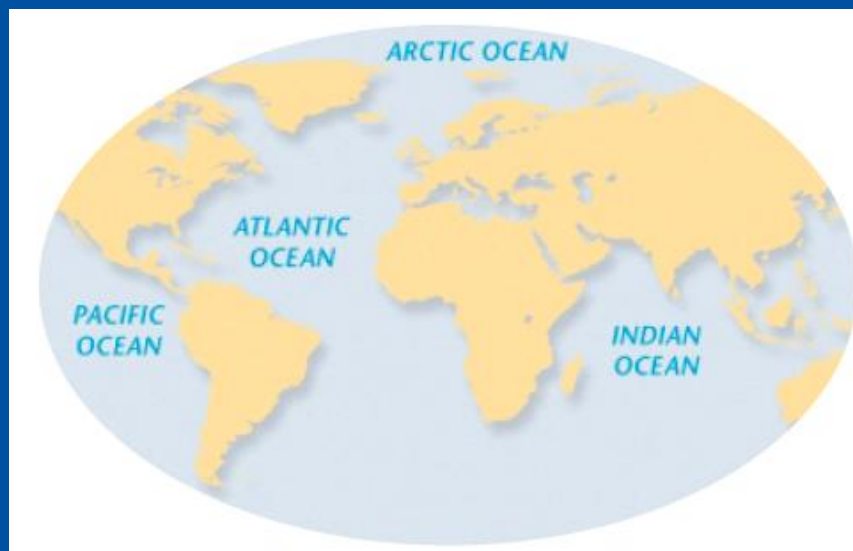 ARCTIC OCEAN
ATLANTIC
OCEAN
PACIFIC
OCEAN
INDIAN
OCEAN